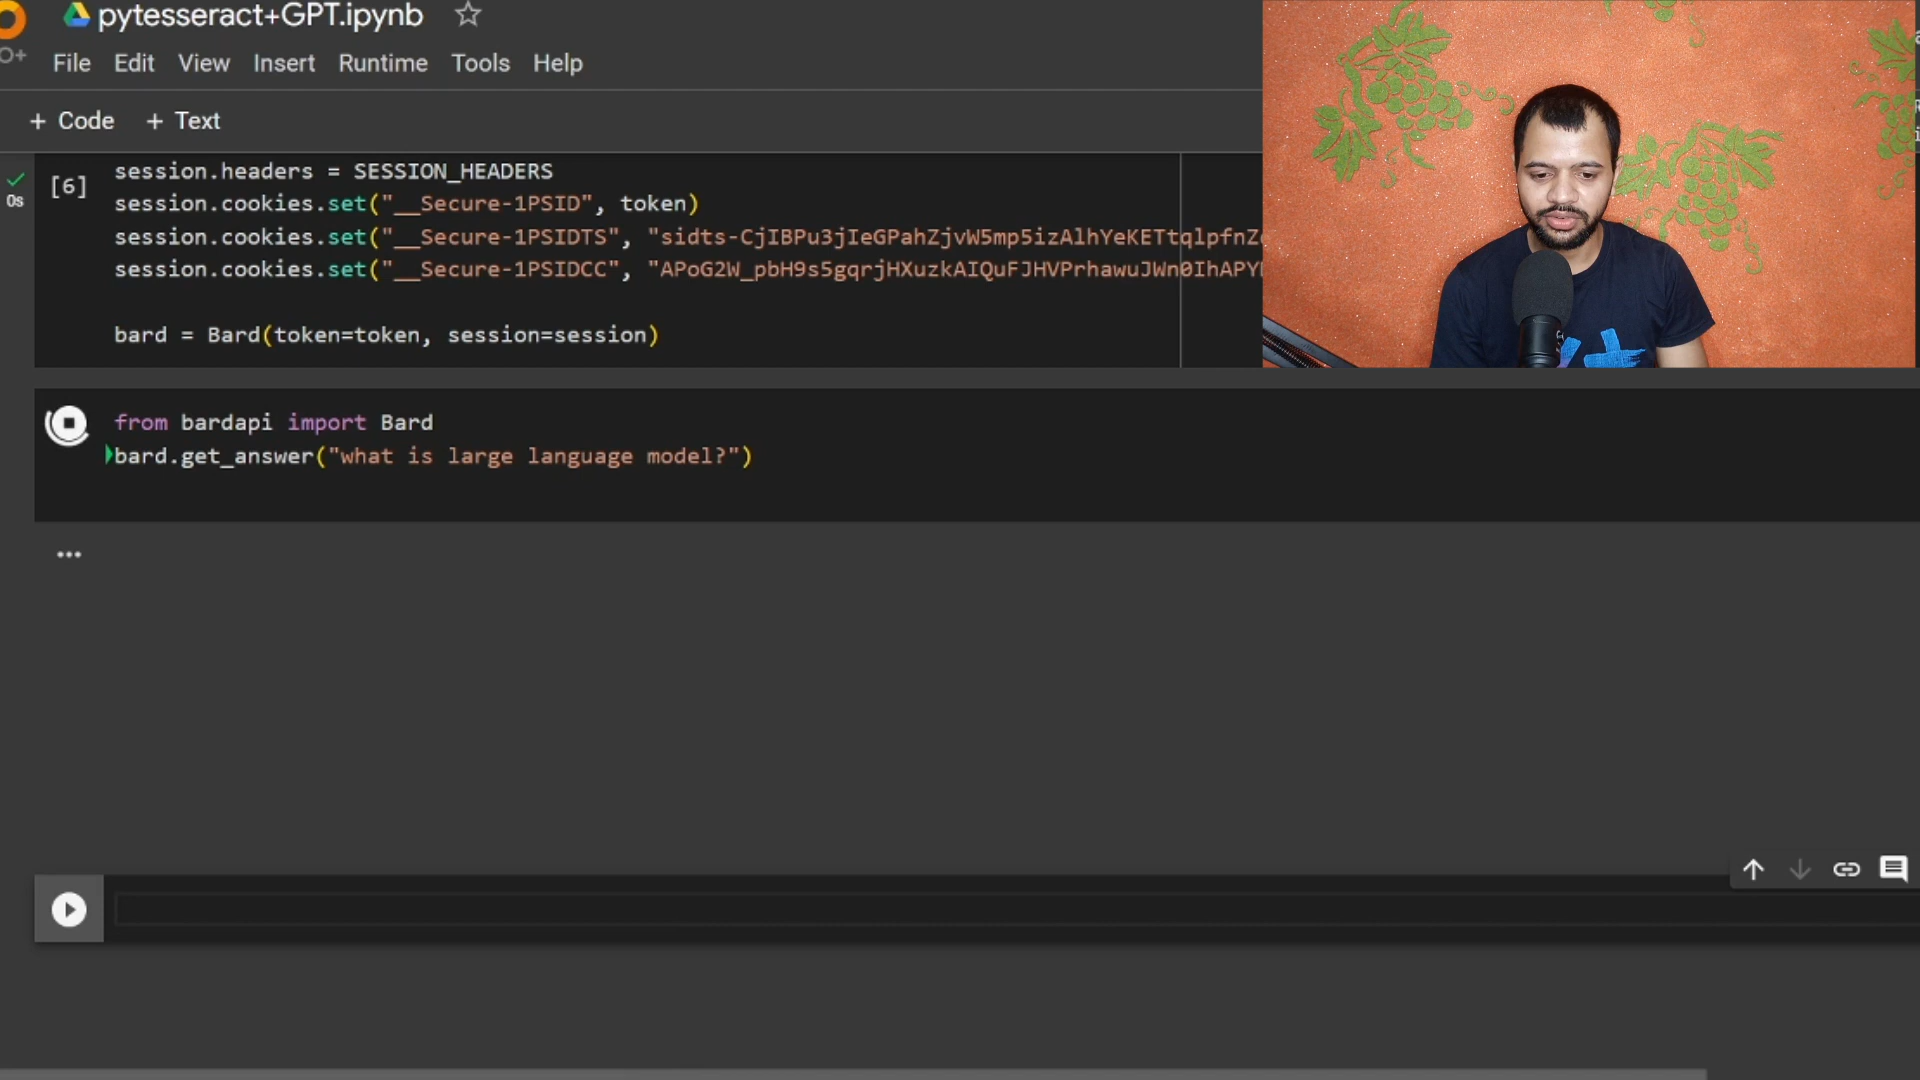 pytesseract+GPT.ipynb
File Edit View Insert Runtime Tools Help
+ Code + Text
[6]
0s
session.headers = SESSION_HEADERS
session.cookies.set("__Secure-1PSID", token)
session.cookies.set("__Secure-1PSIDTS", "sidts-CjIBPu3jIeGPahZjvW5mp5izAlhYeKETtqlpfnZ
session.cookies.set("__Secure-1PSIDCC", "APoG2W_pbH9s5gqrjHXuzkAIQuFJHVPrhawuJWn0IhAPY
bard = Bard(token=token, session=session)
from bardapi import Bard
bard.get_answer("what is large language model?")
...